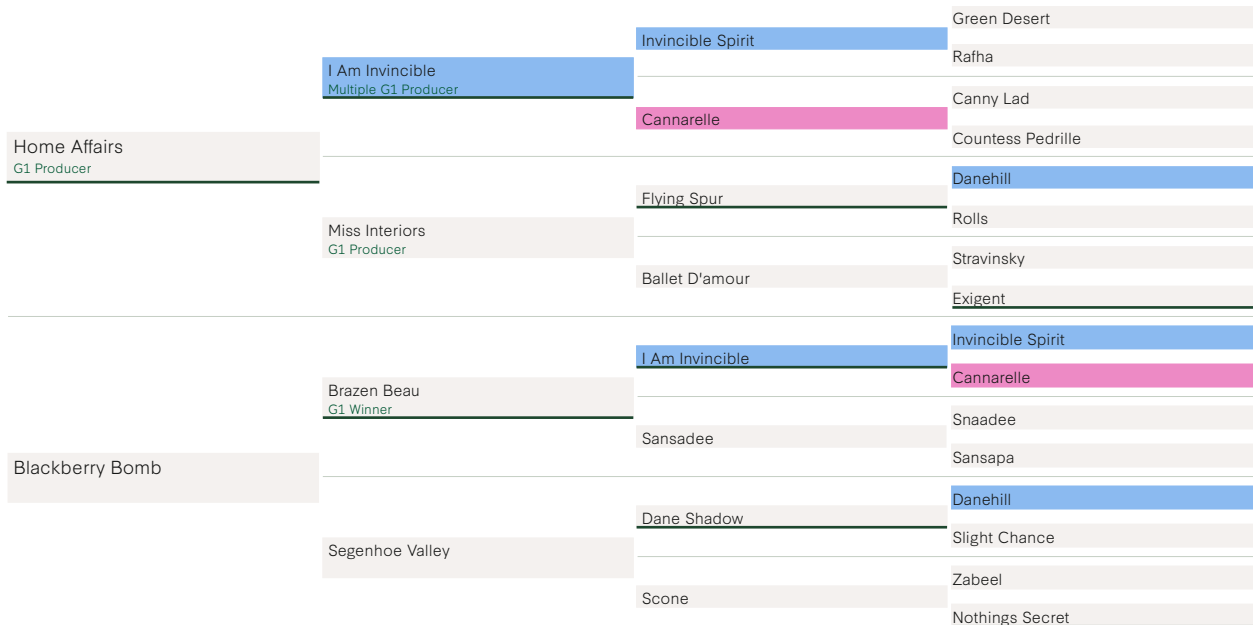 Home Affairs
G1 Producer
Blackberry Bomb
I Am Invincible
Multiple G1 Producer
Miss Interiors
G1 Producer
Brazen Beau
G1 Winner
Segenhoe Valley
Invincible Spirit
Cannarelle
Flying Spur
Ballet D'amour
I Am Invincible
Sansadee
Dane Shadow
Scone
Green Desert
Rafha
Canny Lad
Countess Pedrille
Danehill
Rolls
Stravinsky
Exigent
Invincible Spirit
Cannarelle
Snaadee
Sansapa
Danehill
Slight Chance
Zabeel
Nothings Secret